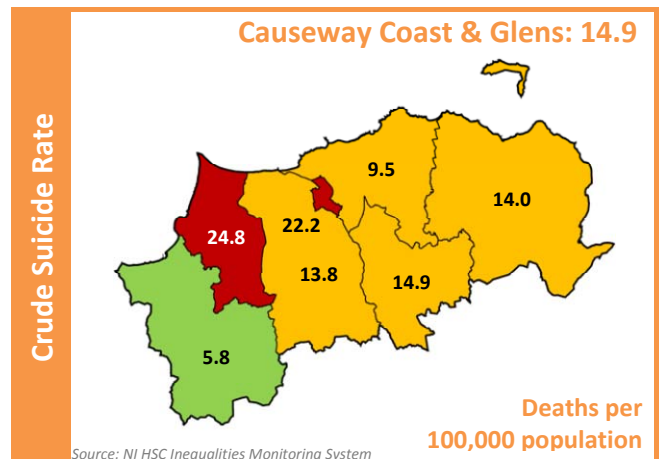 Causeway Coast & Glens: 14.9
Crude Suicide Rate
9.5
14.0
24.8
22.2
13.8
14.9
5.8
Deaths per
100,000 population
Source: NI HSC Inequalities Monitoring System